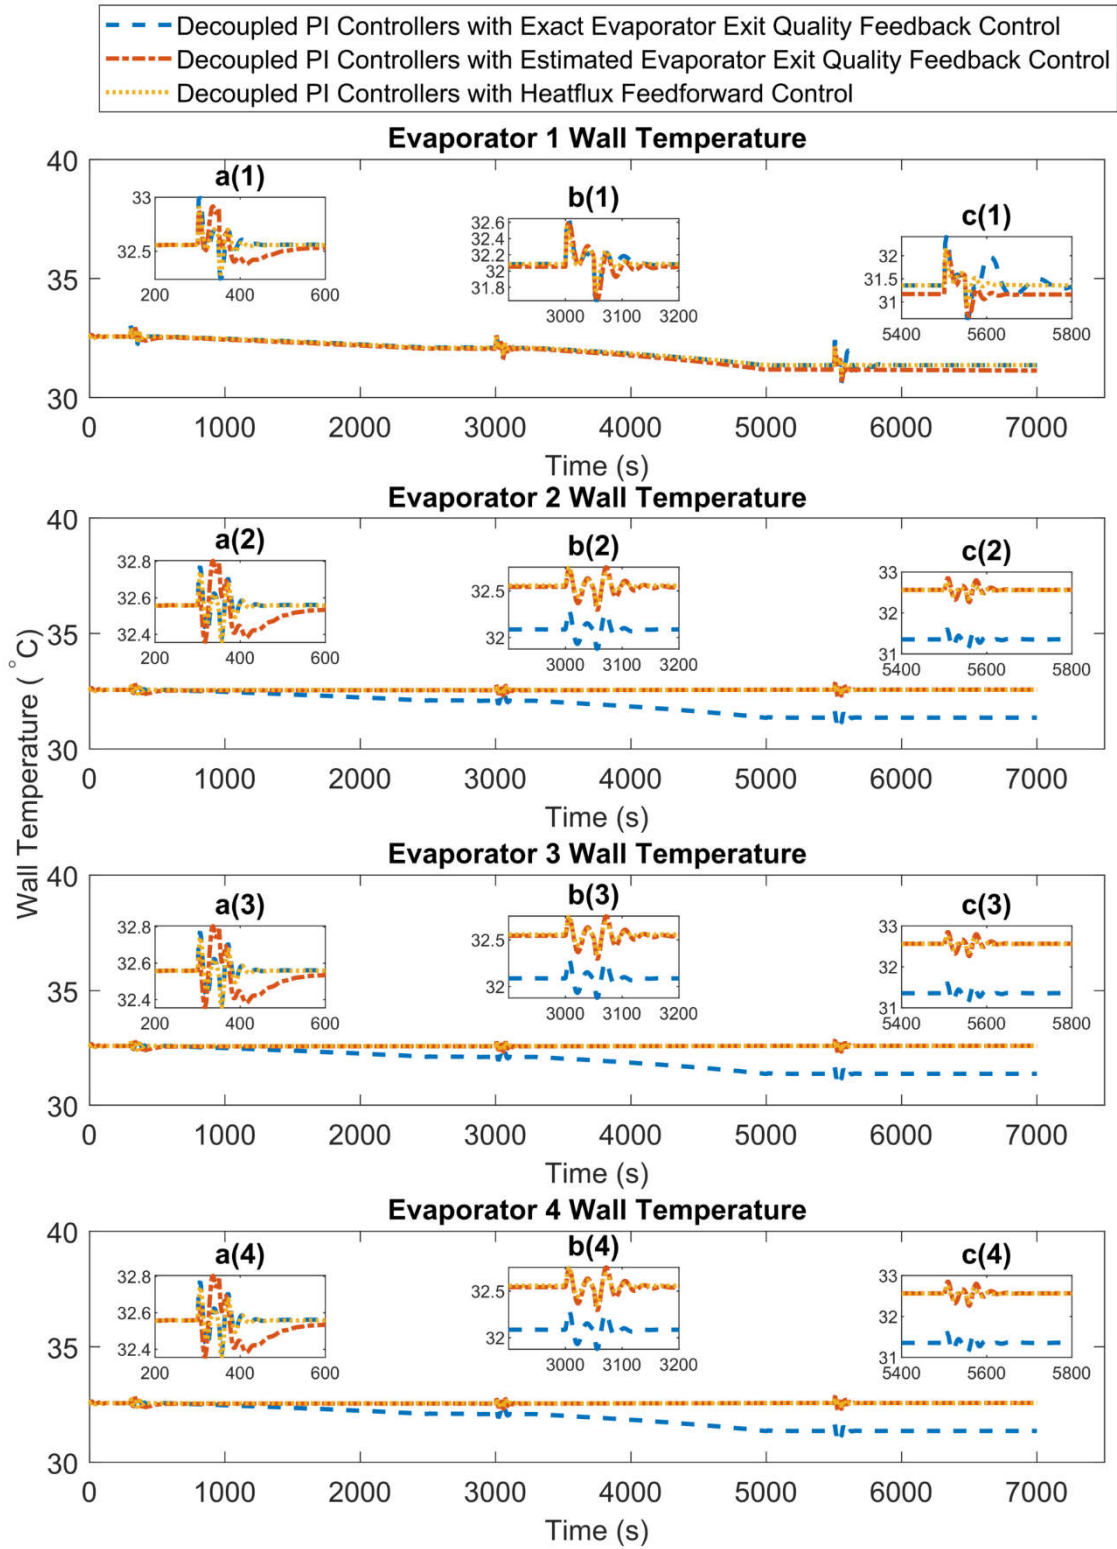 Decoupled PI Controllers with Exact Evaporator Exit Quality Feedback Control
Decoupled PI Controllers with Estimated Evaporator Exit Quality Feedback Control
Decoupled PI Controllers with Heatflux Feedforward Control
Wall Temperature (°C)
Evaporator 1 Wall Temperature
40
35
30
0 1000 2000 3000 4000 5000 6000 7000
Time (s)
a(1)
33
32.5
200 400 600
b(1)
32.6
32.4
32.2
32
31.8
3000 3100 3200
c(1)
32
31.5
31
5400 5600 5800
Evaporator 2 Wall Temperature
40
35
30
0 1000 2000 3000 4000 5000 6000 7000
Time (s)
a(2)
32.8
32.6
32.4
200 400 600
b(2)
32.5
32
3000 3100 3200
c(2)
33
32
31
5400 5600 5800
Evaporator 3 Wall Temperature
40
35
30
0 1000 2000 3000 4000 5000 6000 7000
Time (s)
a(3)
32.8
32.6
32.4
200 400 600
b(3)
32.5
32
3000 3100 3200
c(3)
33
32
31
5400 5600 5800
Evaporator 4 Wall Temperature
40
35
30
0 1000 2000 3000 4000 5000 6000 7000
Time (s)
a(4)
32.8
32.6
32.4
200 400 600
b(4)
32.5
32
3000 3100 3200
c(4)
33
32
31
5400 5600 5800